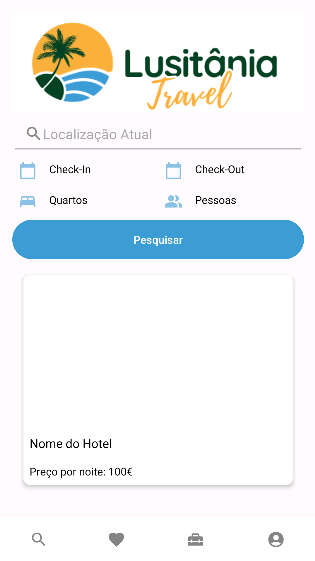 Lusitânia
Travel
Localização Atual
Check-In
Check-Out
Quartos
Pessoas
Pesquisar
Nome do Hotel
Preço por noite: 100€